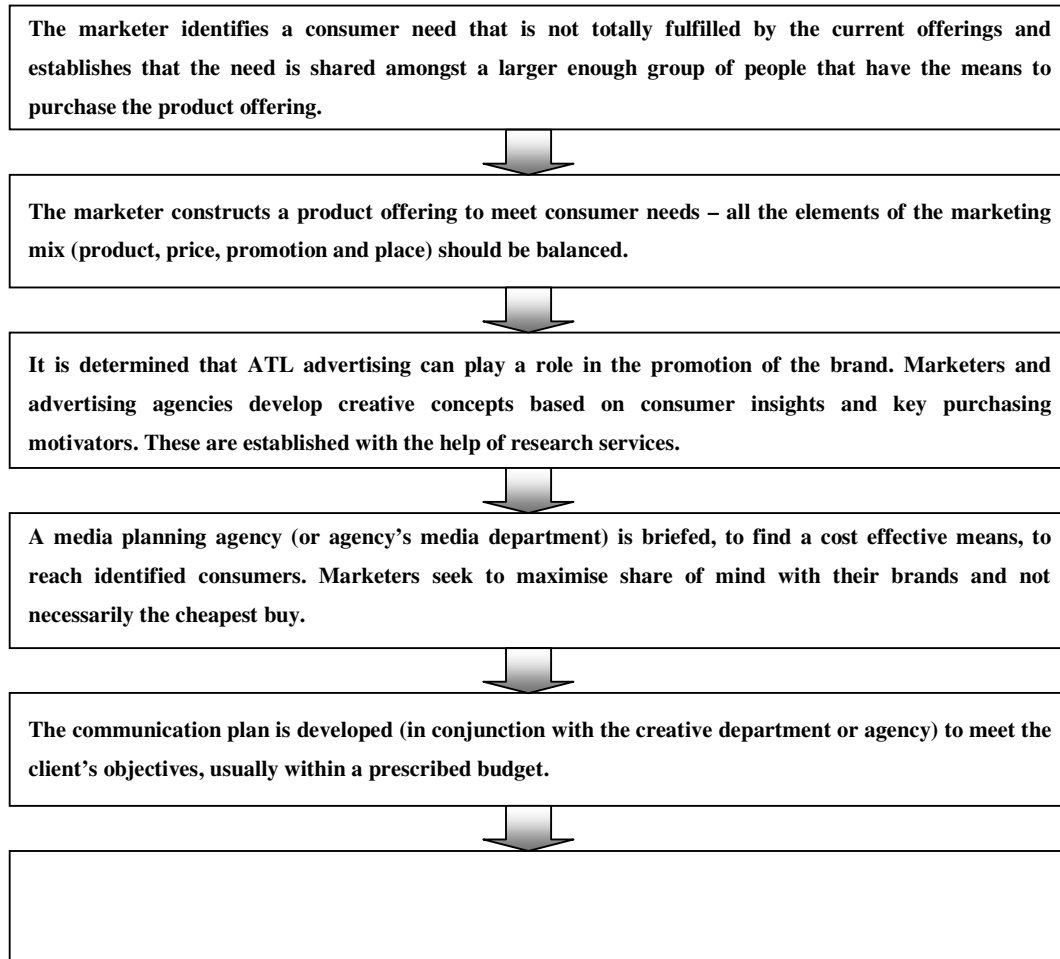 The marketer identifies a consumer need that is not totally fulfilled by the current offerings and
establishes that the need is shared amongst a larger enough group of people that have the means to
purchase the product offering.
The marketer constructs a product offering to meet consumer needs – all the elements of the marketing
mix (product, price, promotion and place) should be balanced.
It is determined that ATL advertising can play a role in the promotion of the brand. Marketers and
advertising agencies develop creative concepts based on consumer insights and key purchasing
motivators. These are established with the help of research services.
A media planning agency (or agency’s media department) is briefed, to find a cost effective means, to
reach identified consumers. Marketers seek to maximise share of mind with their brands and not
necessarily the cheapest buy.
The communication plan is developed (in conjunction with the creative department or agency) to meet the
client’s objectives, usually within a prescribed budget.